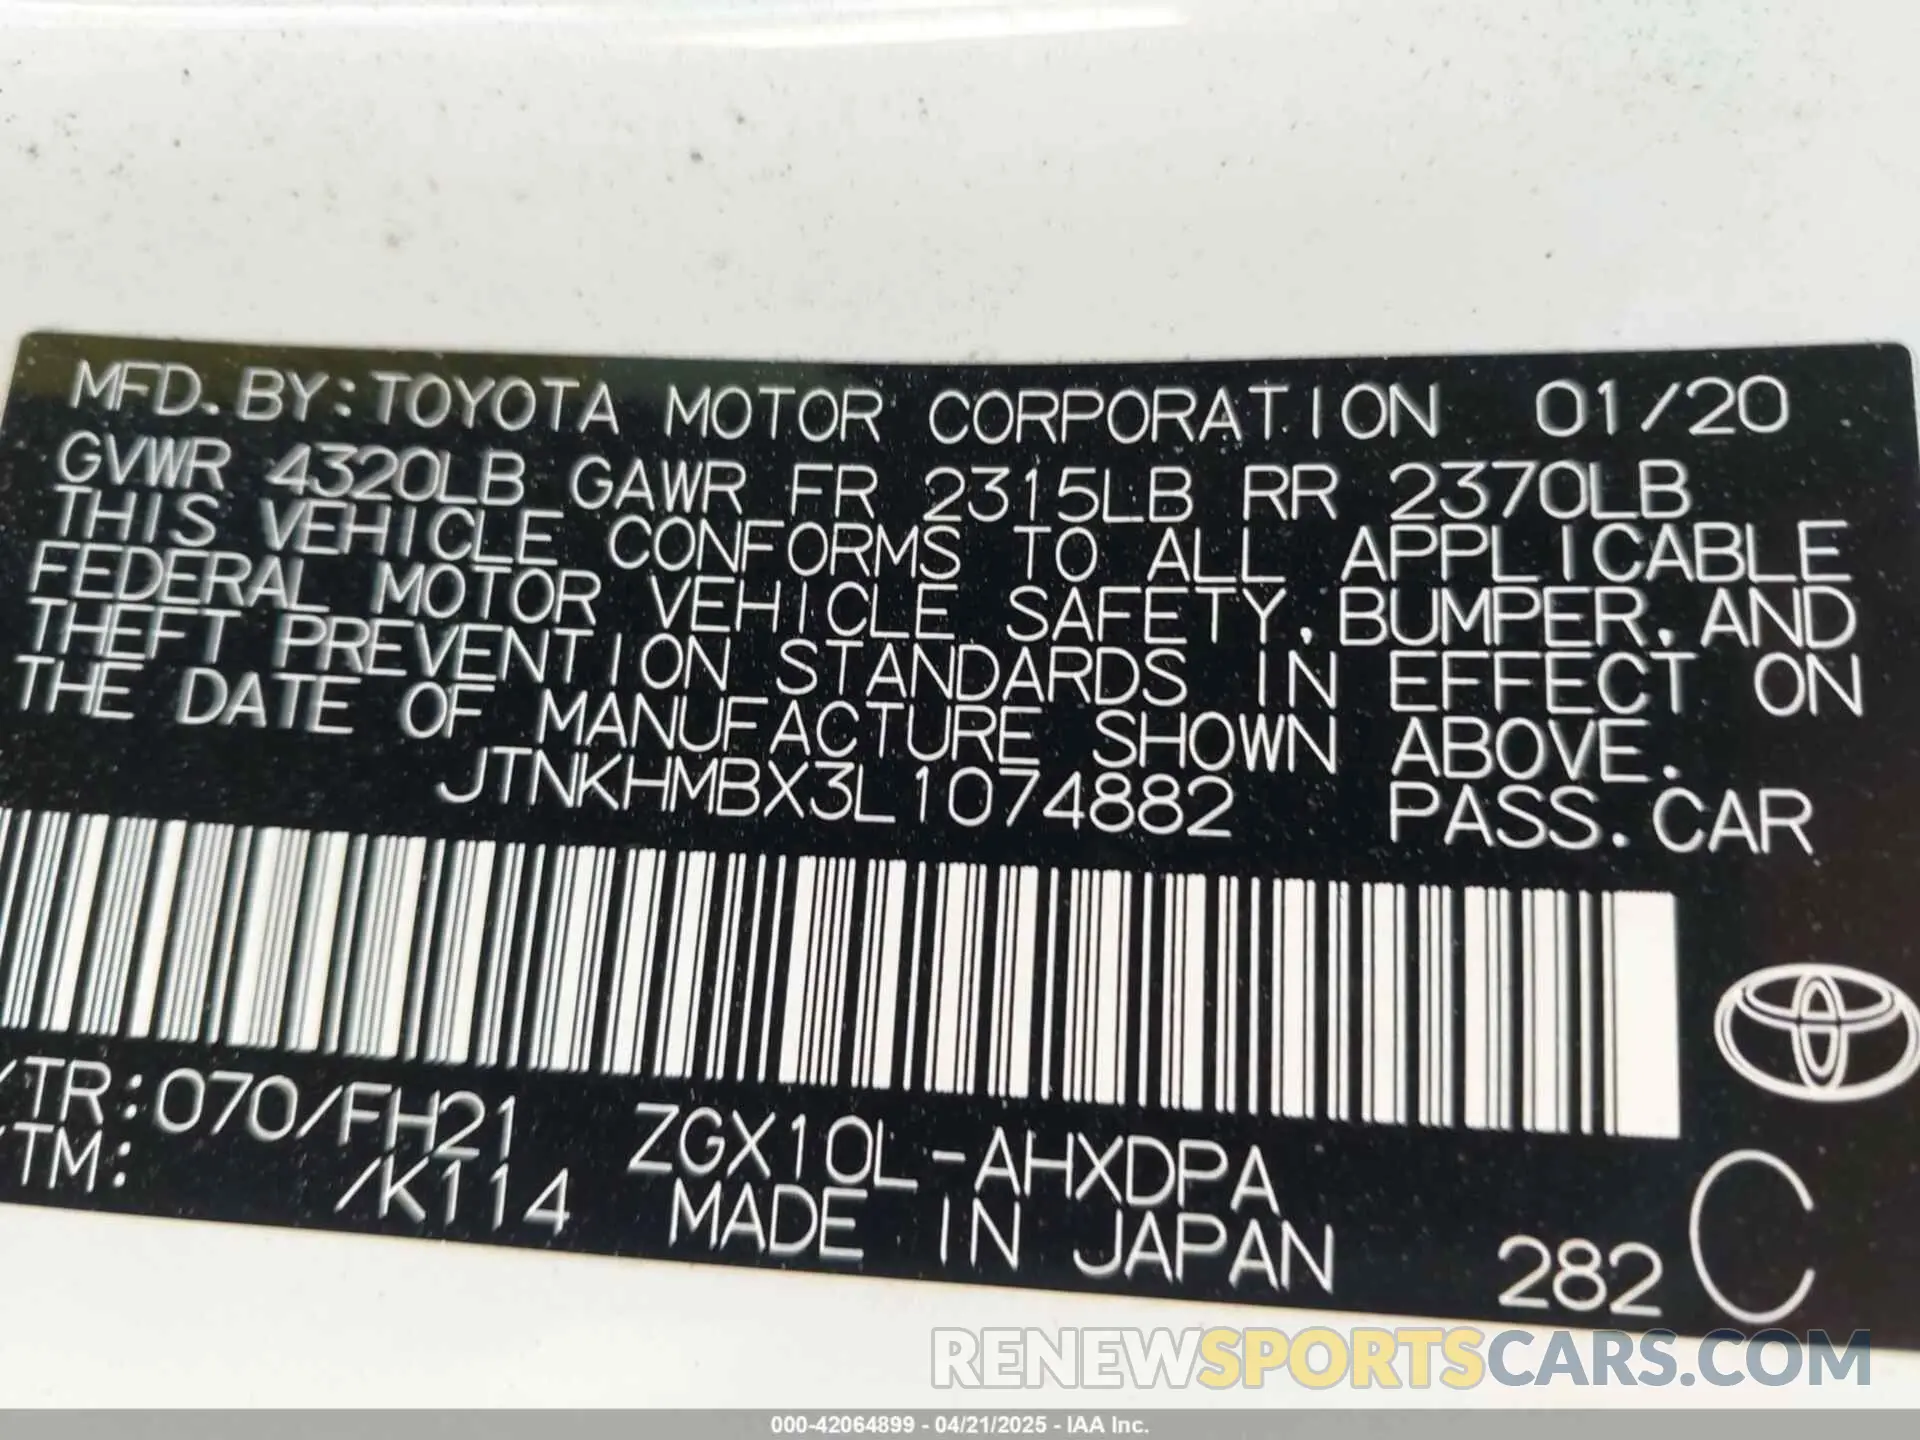 MFD. BY: TOYOTA MOTOR CORPORATION 01/20
GVWR 4320LB GAWR FR 2315LB RR 2370LB
THIS VEHICLE CONFORMS TO ALL APPLICABLE
FEDERAL MOTOR VEHICLE SAFETY, BUMPER, AND
THEFT PREVENTION STANDARDS IN EFFECT ON
THE DATE OF MANUFACTURE SHOWN ABOVE.
JTNKHMBX3L1074882 PASS. CAR
/TR: 070/FH21 ZGX10L-AHXDPA
/TM: /K114 MADE IN JAPAN 282 C
RENEWSPORTSCARS.COM
000-42064899 - 04/21/2025 - IAA Inc.